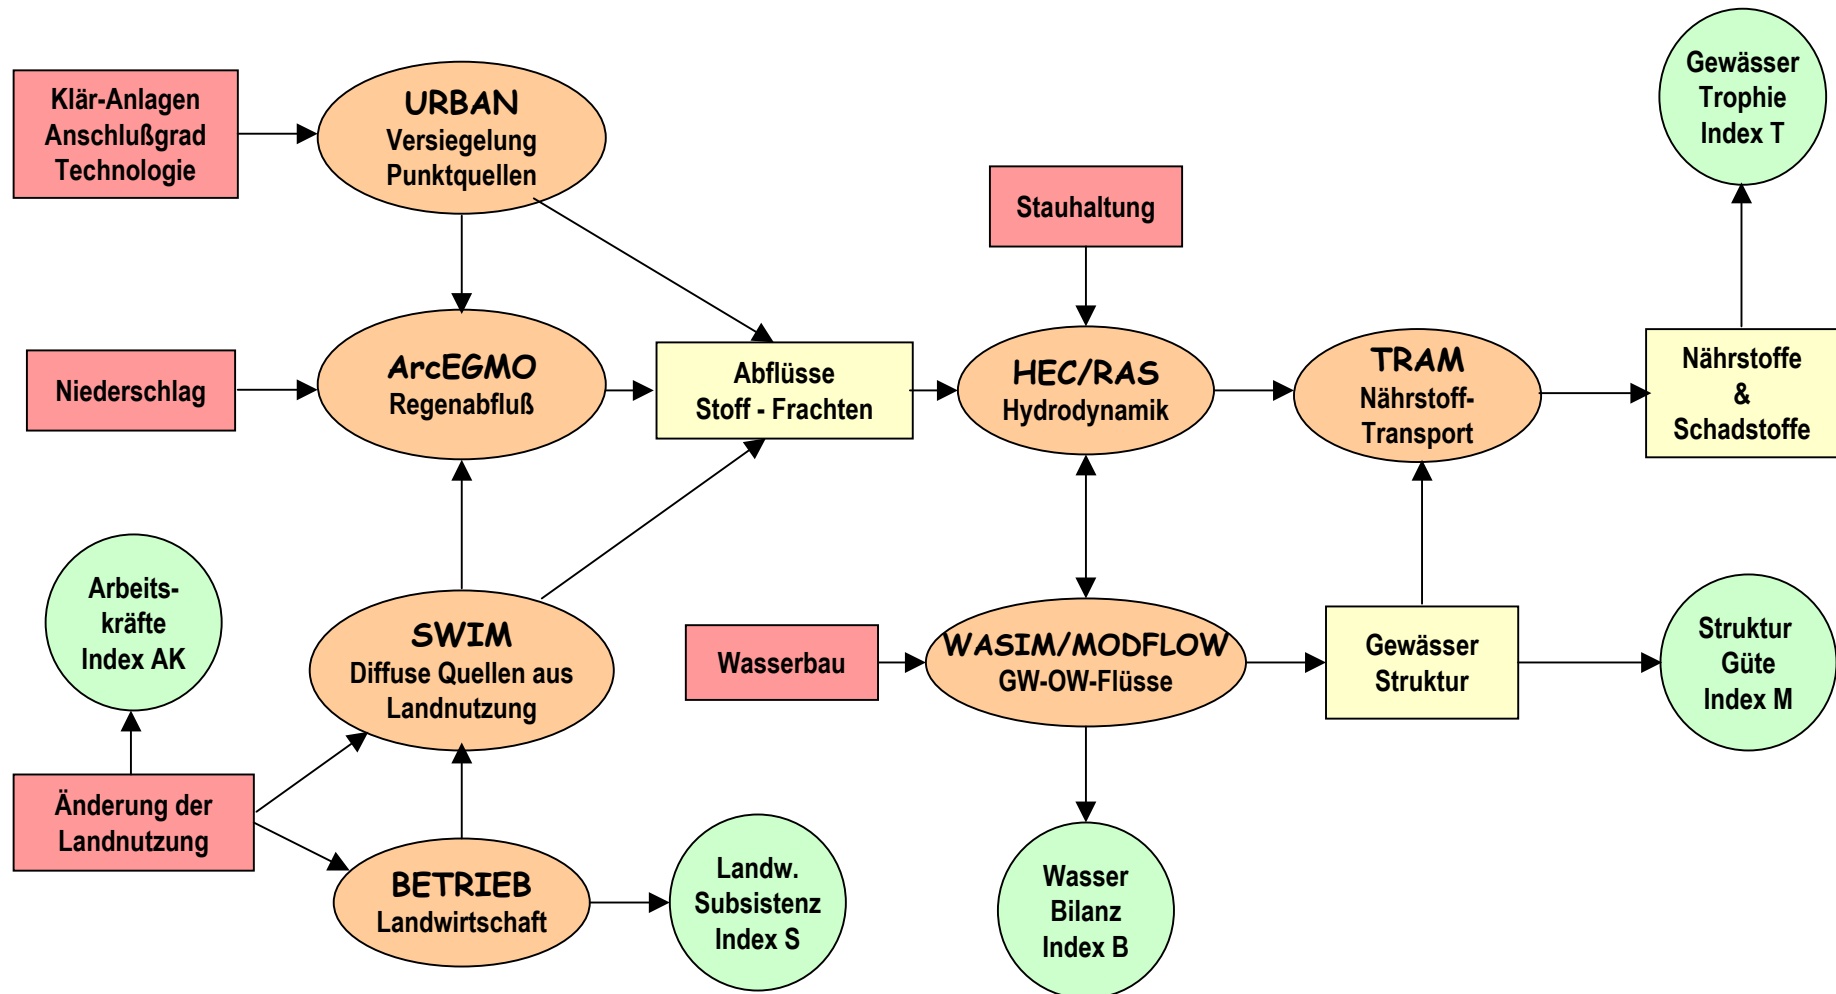 Klär-Anlagen
Anschlußgrad
Technologie
URBAN
Versiegelung
Punktquellen
Gewässer
Trophie
Index T
Stauhaltung
Niederschlag
ArcEGMO
Regenabfluß
Abflüsse
Stoff - Frachten
HEC/RAS
Hydrodynamik
TRAM
Nährstoff-
Transport
Nährstoffe
&
Schadstoffe
Arbeits-
kräfte
Index AK
SWIM
Diffuse Quellen aus
Landnutzung
Wasserbau
WASIM/MODFLOW
GW-OW-Flüsse
Gewässer
Struktur
Struktur
Güte
Index M
Änderung der
Landnutzung
BETRIEB
Landwirtschaft
Landw.
Subsistenz
Index S
Wasser
Bilanz
Index B